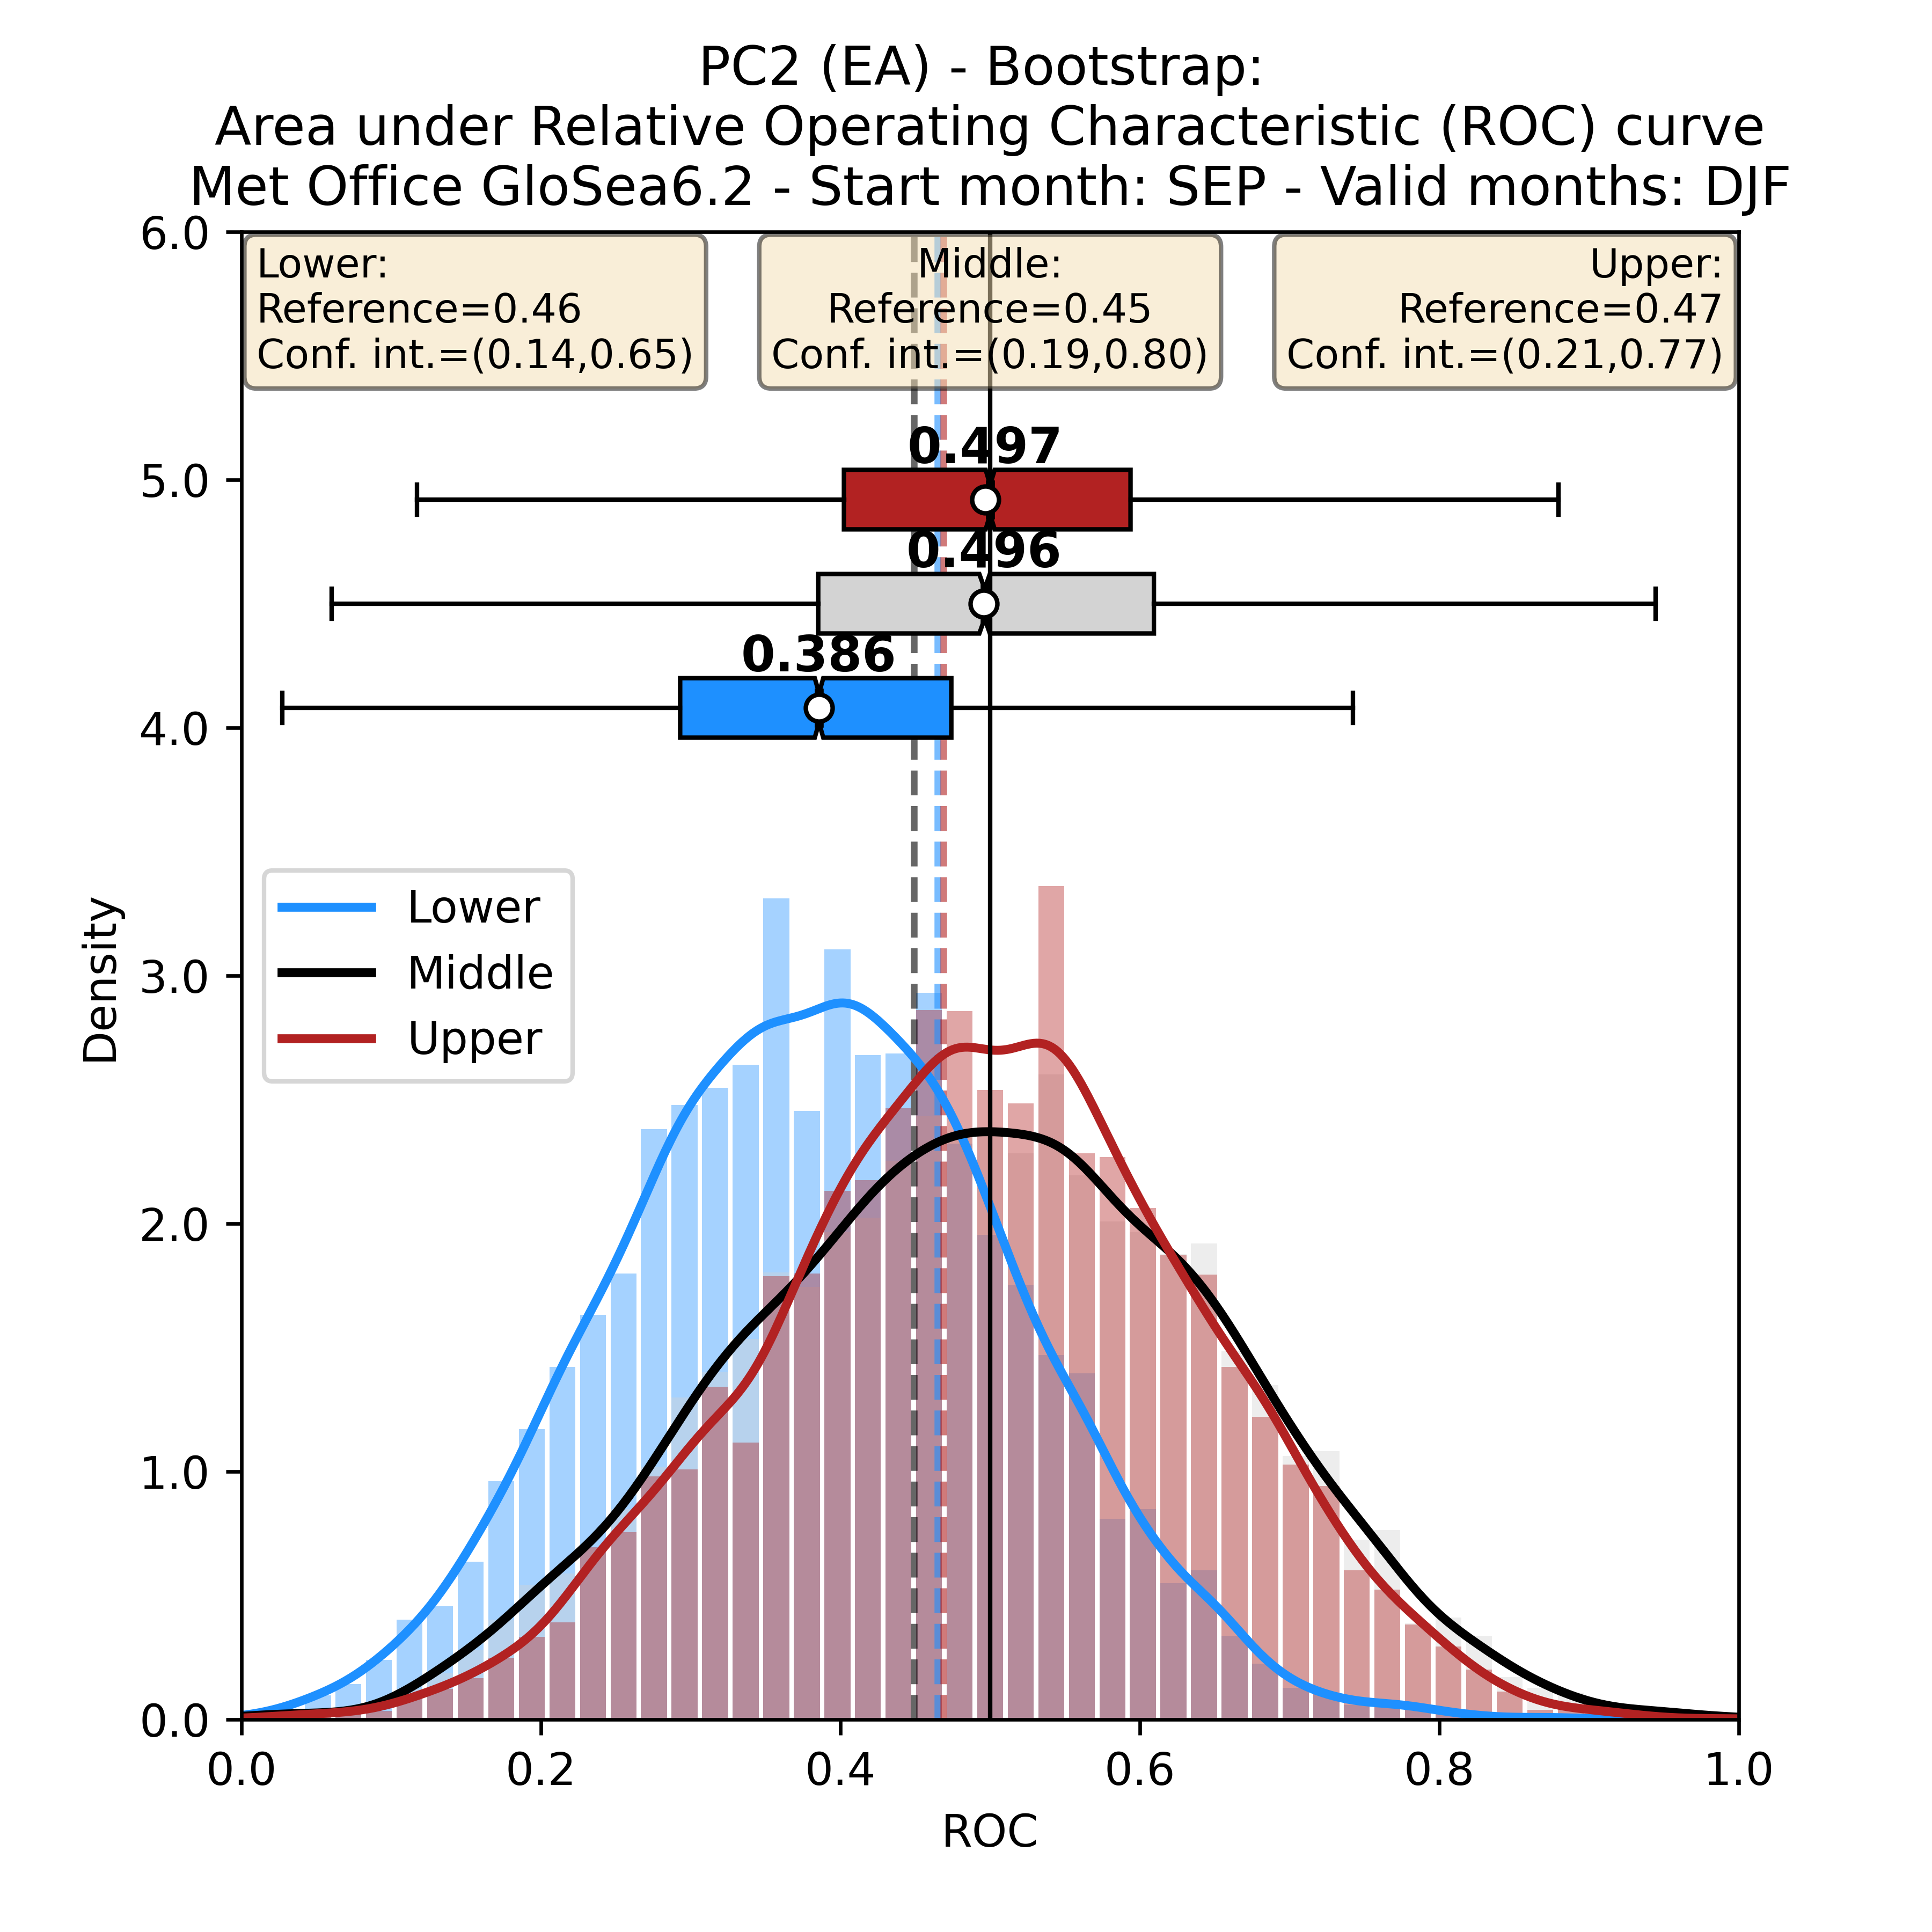 PC2 (EA) - Bootstrap:
Area under Relative Operating Characteristic (ROC) curve
Met Office GloSea6.2 - Start month: SEP - Valid months: DJF
Lower:
Reference=0.46
Conf. int.=(0.14,0.65)
Middle:
Reference=0.45
Conf. int.=(0.19,0.80)
Upper:
Reference=0.47
Conf. int.=(0.21,0.77)
0.497
0.496
0.386
Lower
Middle
Upper
Density
6.0
5.0
4.0
3.0
2.0
1.0
0.0
0.0
0.2
0.4
0.6
0.8
1.0
ROC